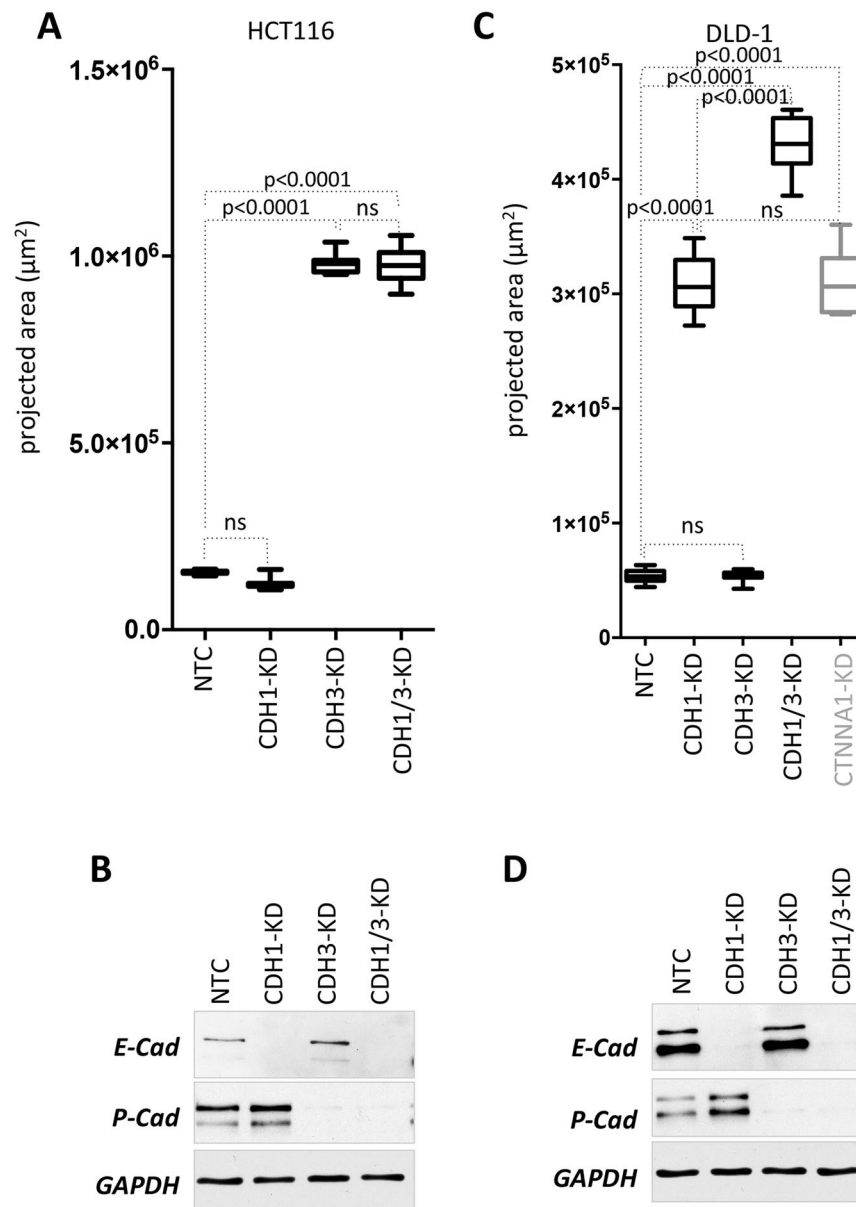 A
HCT116
projected area (µm²)
1.5×10⁶
1.0×10⁶
5.0×10⁵
0.0
p<0.0001
p<0.0001
ns
ns
NTC
CDH1-KD
CDH3-KD
CDH1/3-KD
C
DLD-1
projected area (µm²)
5×10⁵
4×10⁵
3×10⁵
2×10⁵
1×10⁵
0
p<0.0001
p<0.0001
p<0.0001
p<0.0001
ns
ns
NTC
CDH1-KD
CDH3-KD
CDH1/3-KD
CTNNA1-KD
B
NTC
CDH1-KD
CDH3-KD
CDH1/3-KD
E-Cad
P-Cad
GAPDH
D
NTC
CDH1-KD
CDH3-KD
CDH1/3-KD
E-Cad
P-Cad
GAPDH